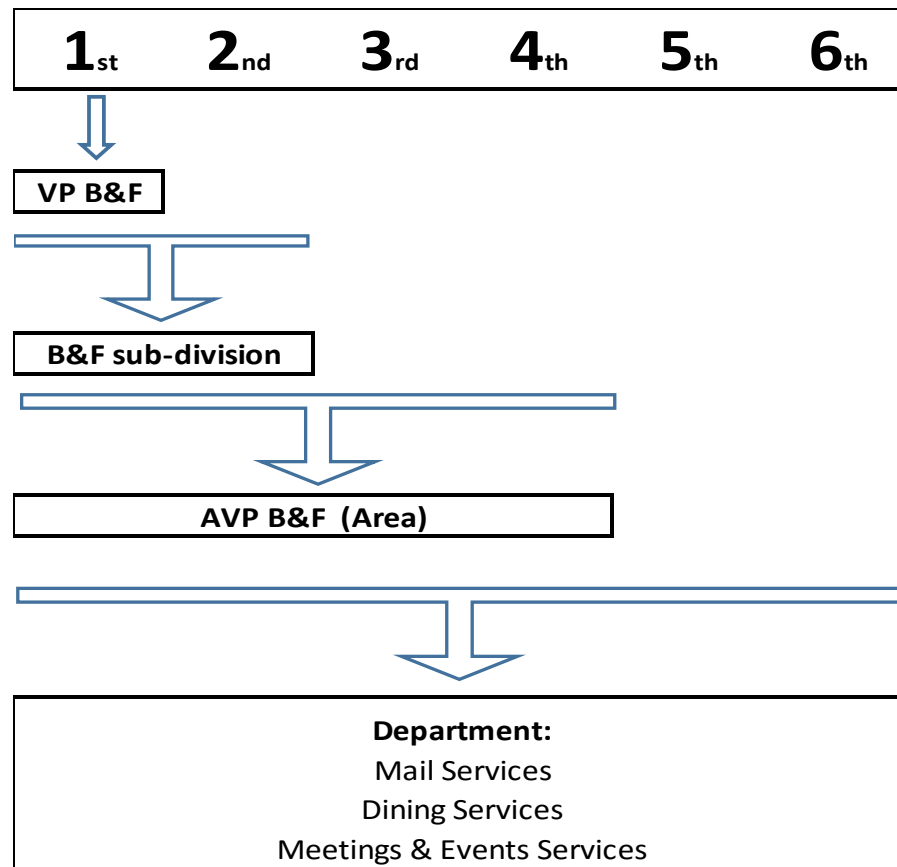 1st 2nd 3rd 4th 5th 6th
VP B&F
B&F sub-division
AVP B&F (Area)
Department:
Mail Services
Dining Services
Meetings & Events Services